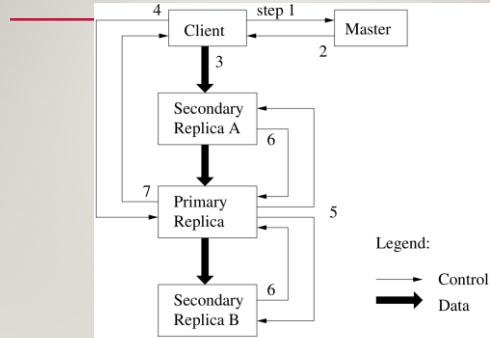 4
step 1
Client
Master
2
3
Secondary
Replica A
6
7
Primary
Replica
5
Legend:
Control
6
Data
Secondary
Replica B